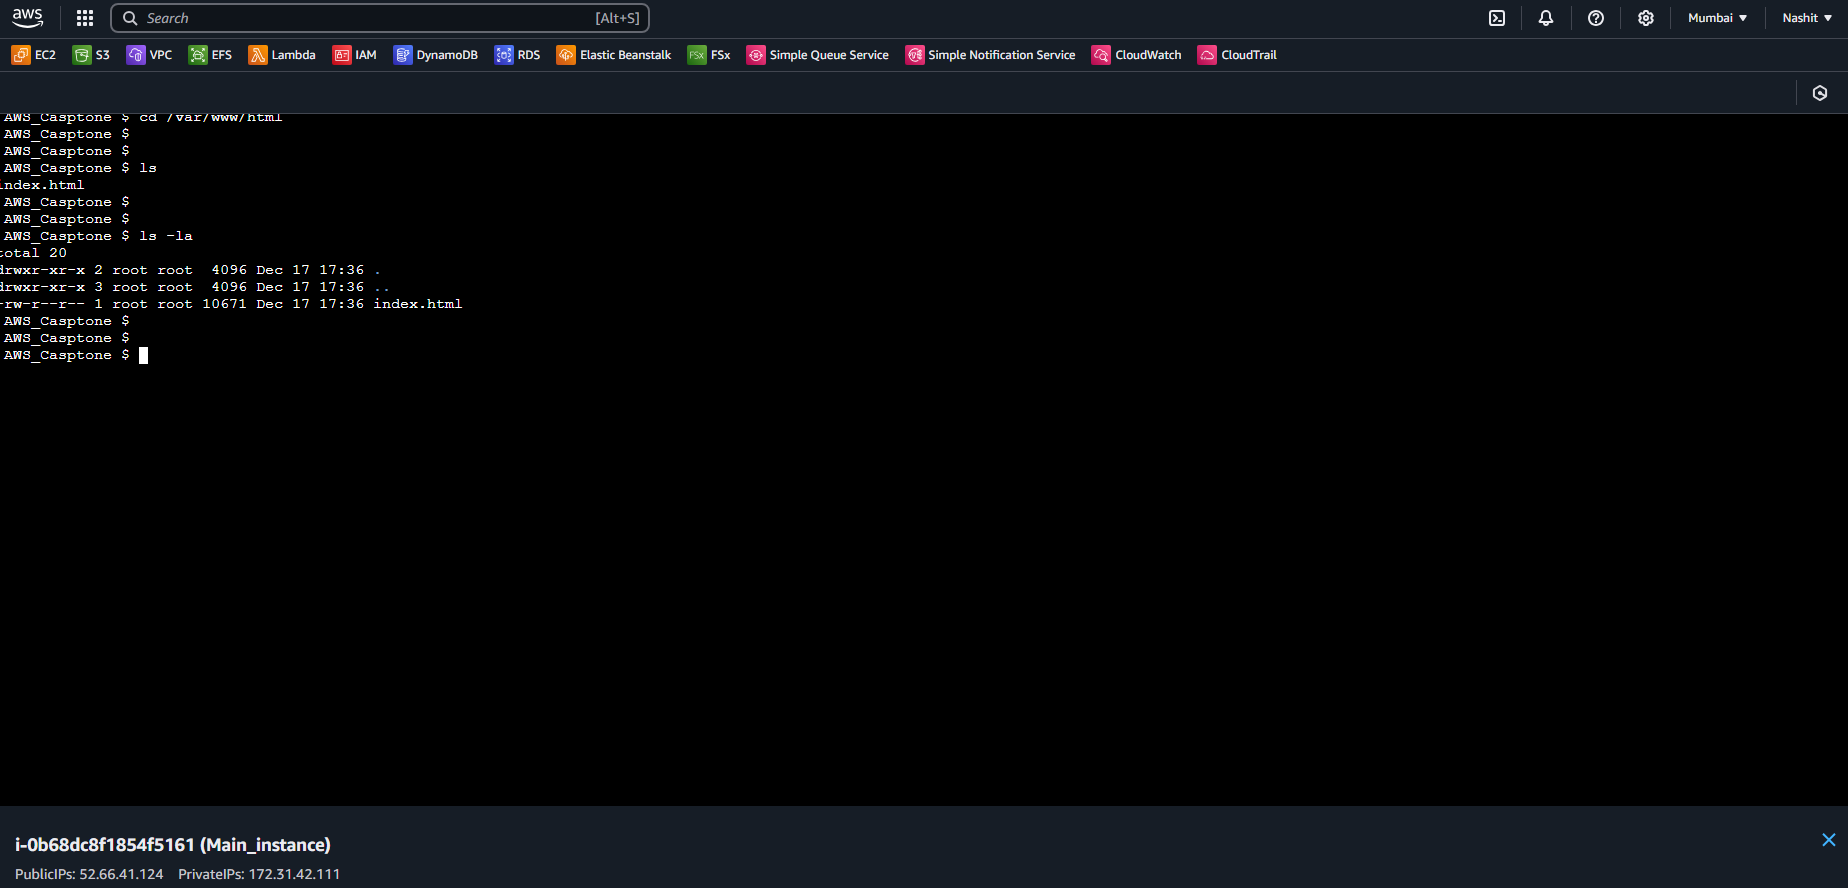 aws Search [Alt+S] Mumbai Nashit
EC2 S3 VPC EFS Lambda IAM DynamoDB RDS Elastic Beanstalk FSx FSx Simple Queue Service Simple Notification Service CloudWatch CloudTrail
AWS_Casptone $ cd /var/www/html
AWS_Casptone $
AWS_Casptone $
AWS_Casptone $ ls
index.html
AWS_Casptone $
AWS_Casptone $
AWS_Casptone $ ls -la
total 20
drwxr-xr-x 2 root root  4096 Dec 17 17:36 .
drwxr-xr-x 3 root root  4096 Dec 17 17:36 ..
-rw-r--r-- 1 root root 10671 Dec 17 17:36 index.html
AWS_Casptone $
AWS_Casptone $
AWS_Casptone $
i-0b68dc8f1854f5161 (Main_instance)
PublicIPs: 52.66.41.124 PrivateIPs: 172.31.42.111